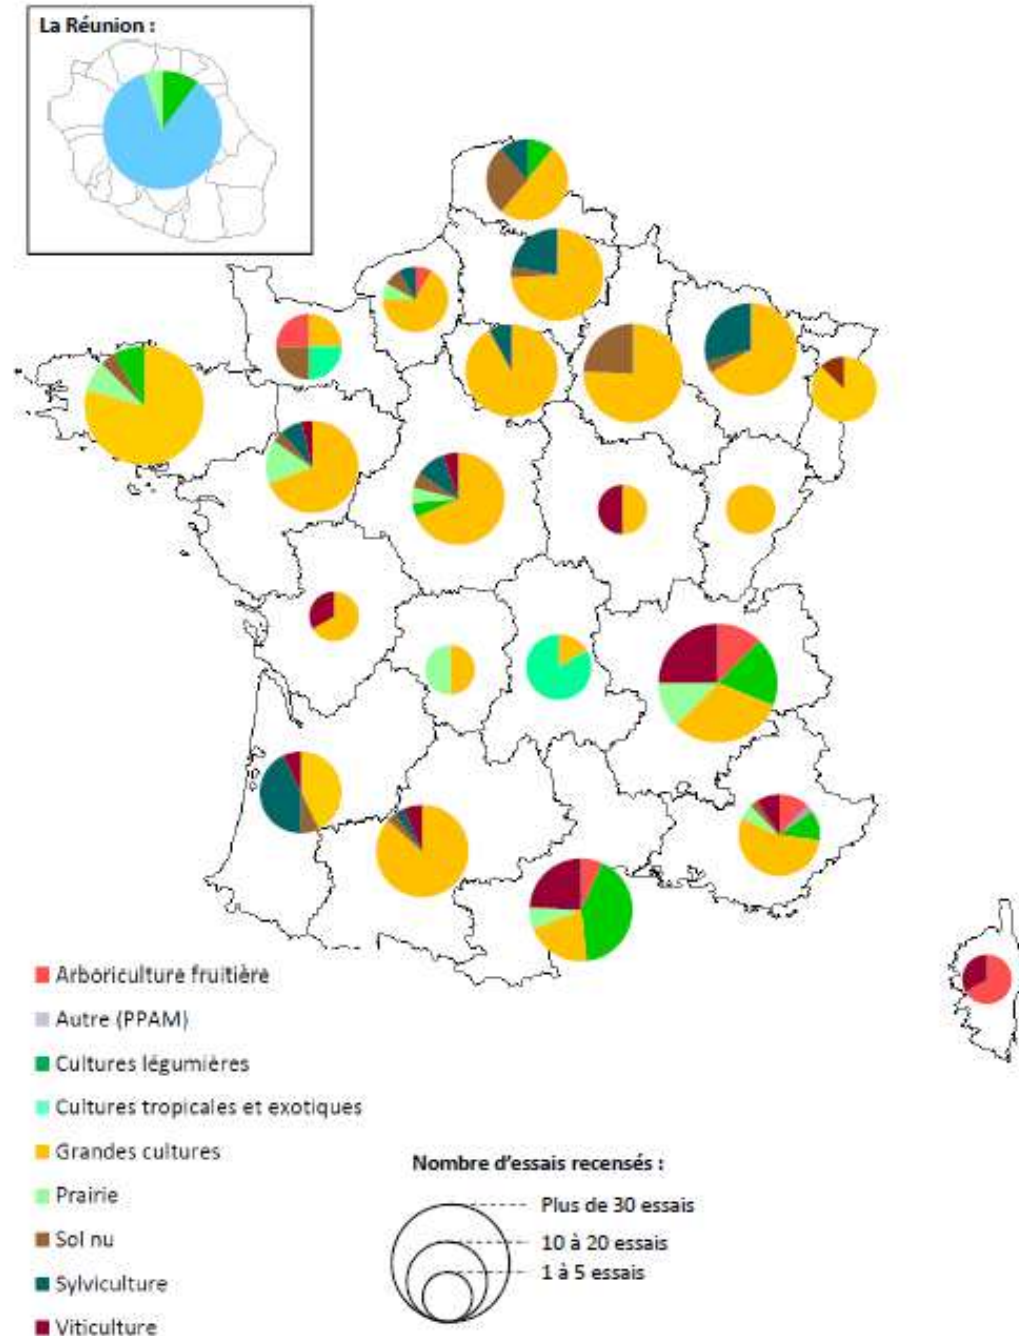 La Réunion :
Arboriculture fruitière
Autre (PPAM)
Cultures légumières
Cultures tropicales et exotiques
Grandes cultures
Prairie
Sol nu
Sylviculture
Viticulture
Nombre d'essais recensés :
Plus de 30 essais
10 à 20 essais
1 à 5 essais